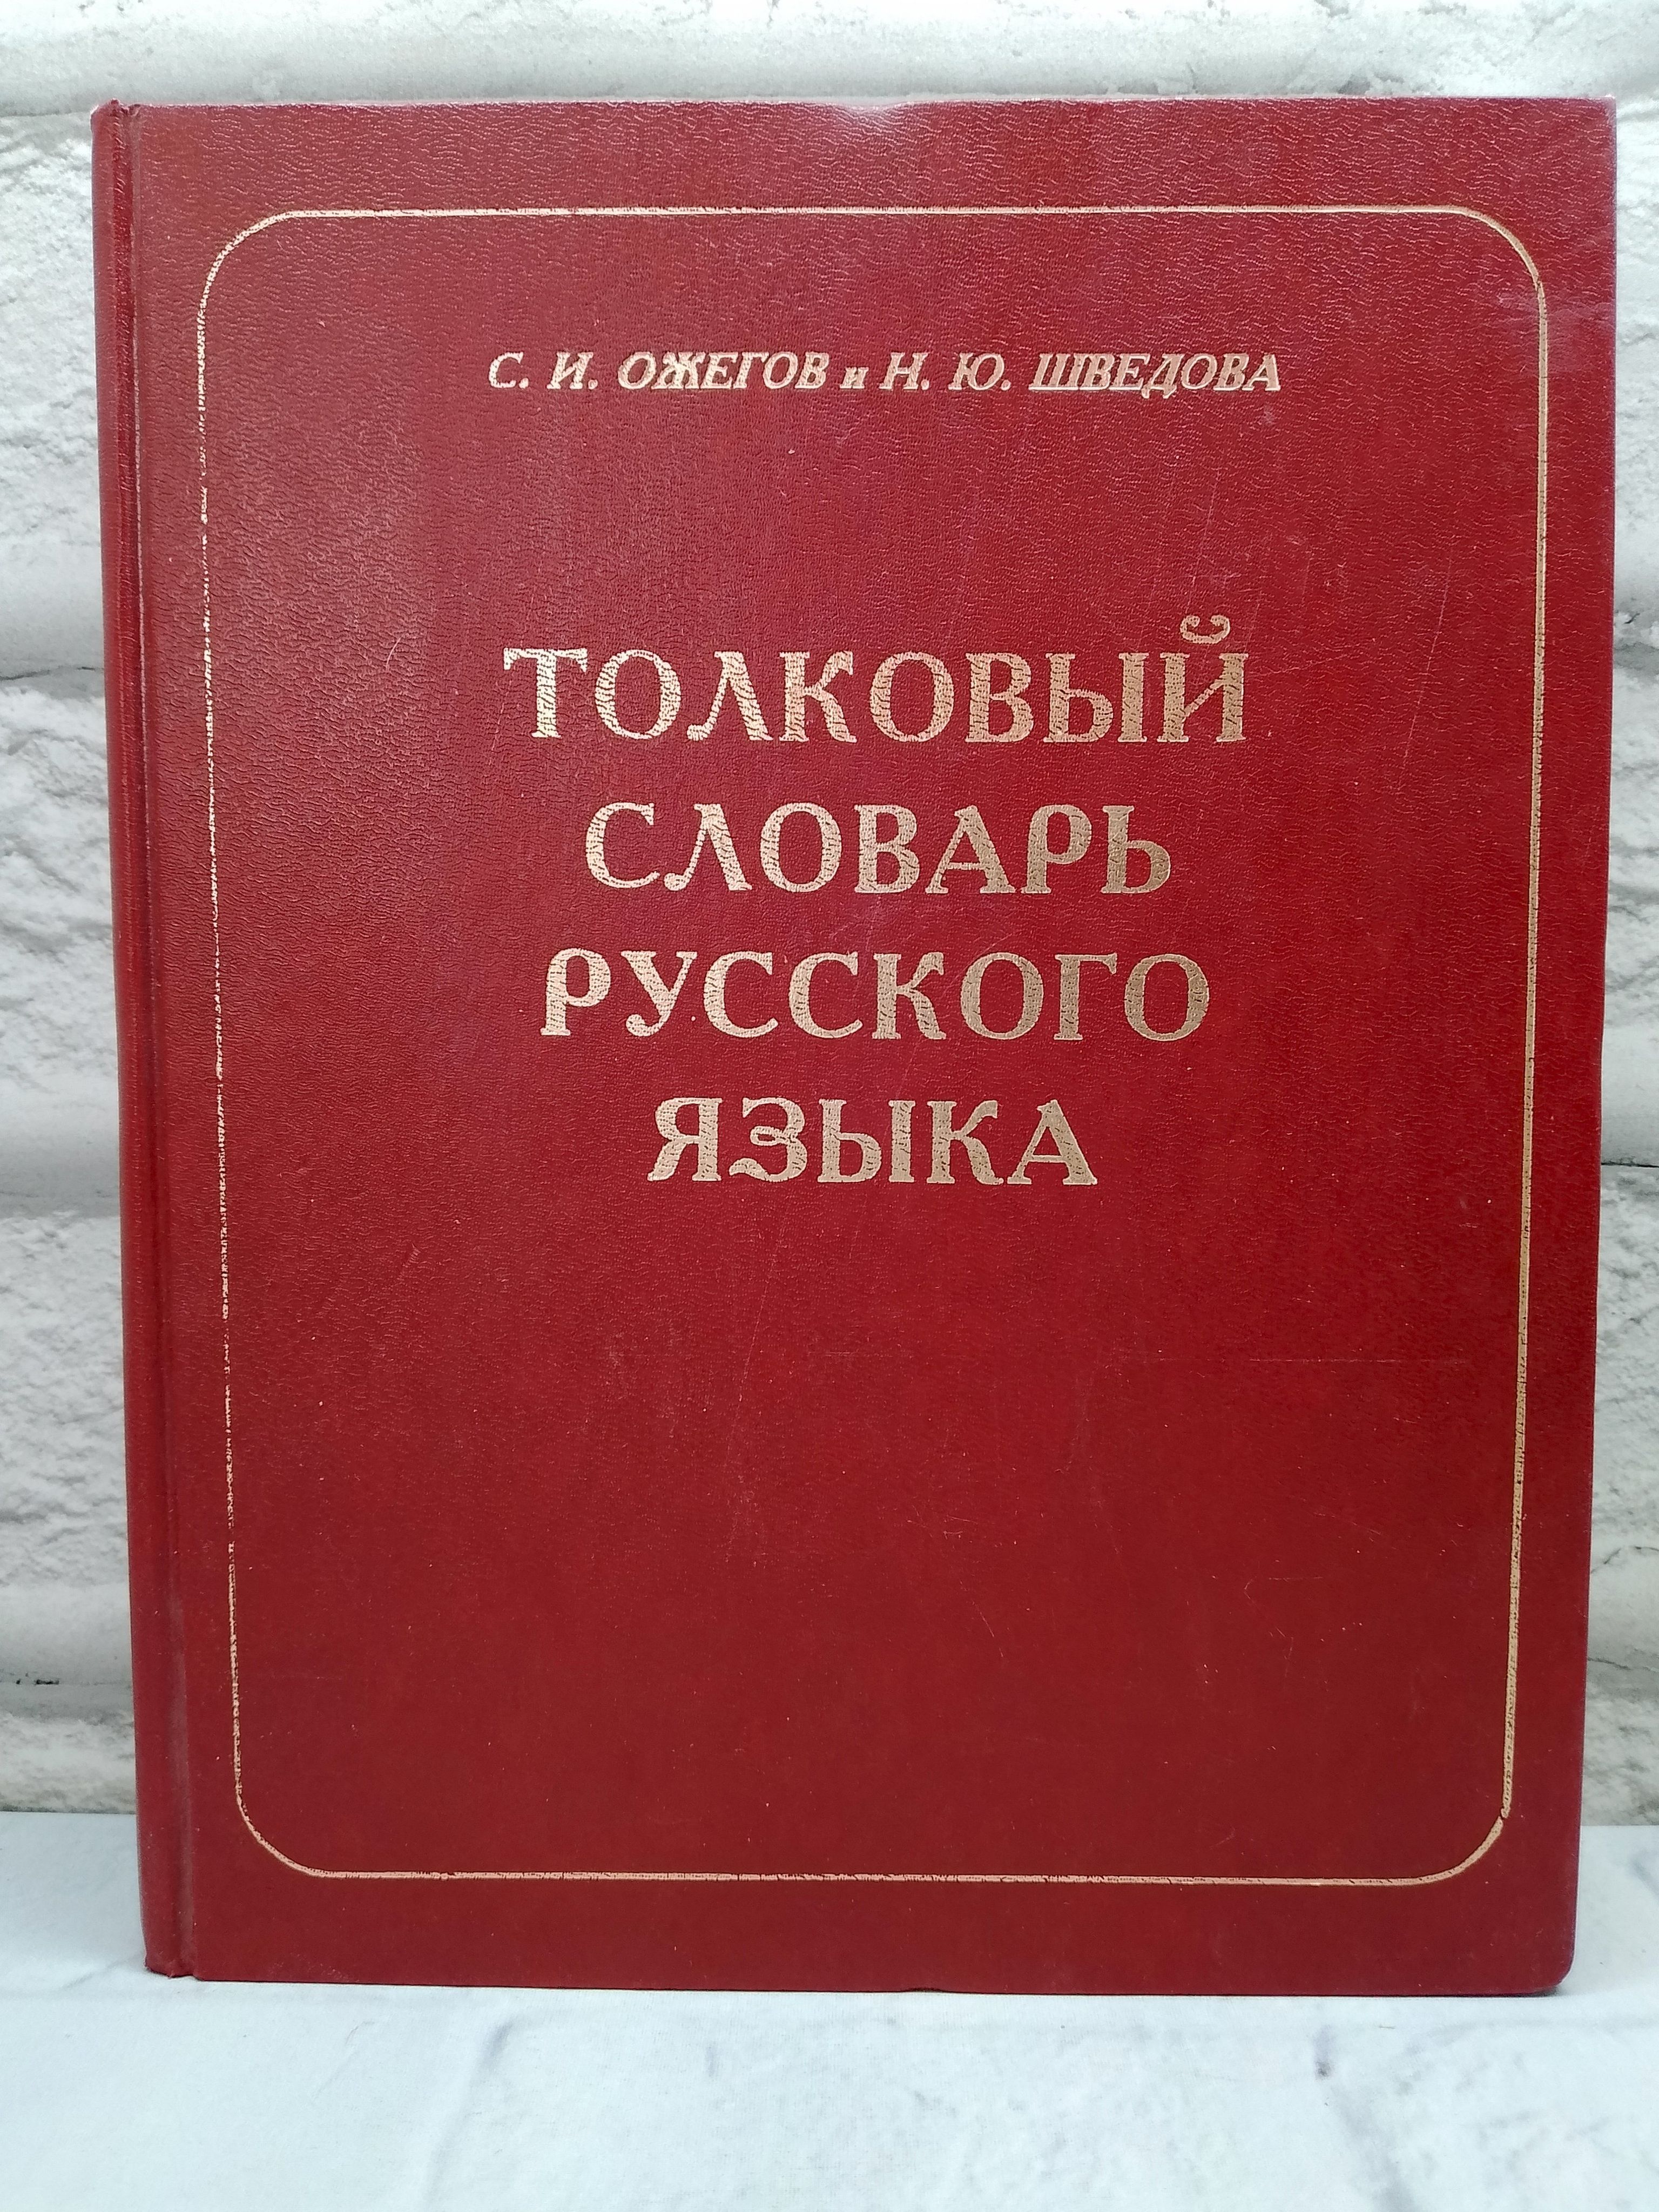 С. И. ОЖЕГОВ и Н. Ю. ШВЕДОВА
ТОЛКОВЫЙ
СЛОВАРЬ
РУССКОГО
ЯЗЫКА